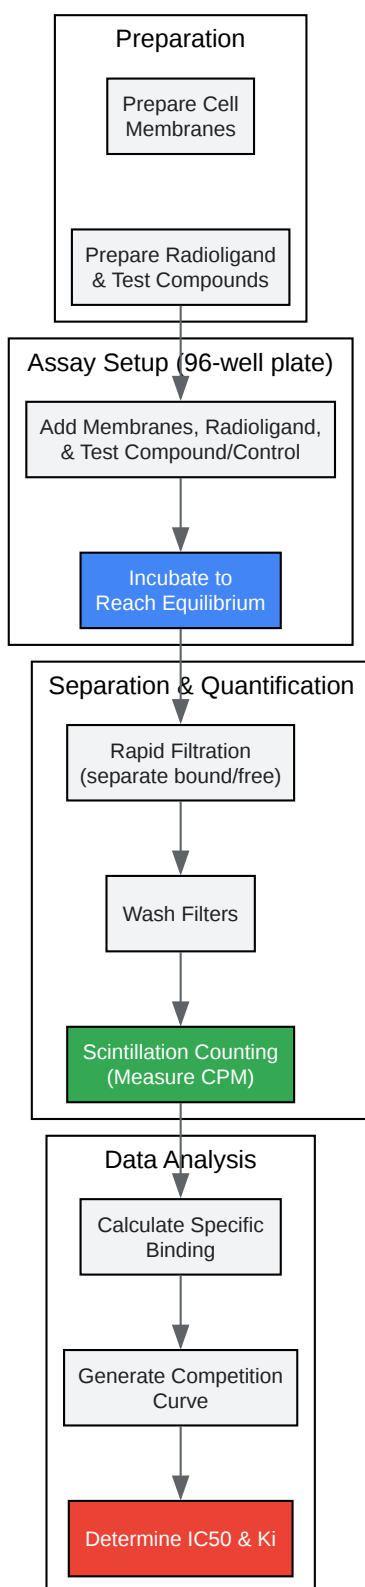 Preparation
Prepare Cell
Membranes
Prepare Radioligand
& Test Compounds
Assay Setup (96-well plate)
Add Membranes, Radioligand,
& Test Compound/Control
Incubate to
Reach Equilibrium
Separation & Quantification
Rapid Filtration
(separate bound/free)
Wash Filters
Scintillation Counting
(Measure CPM)
Data Analysis
Calculate Specific
Binding
Generate Competition
Curve
Determine IC50 & Ki